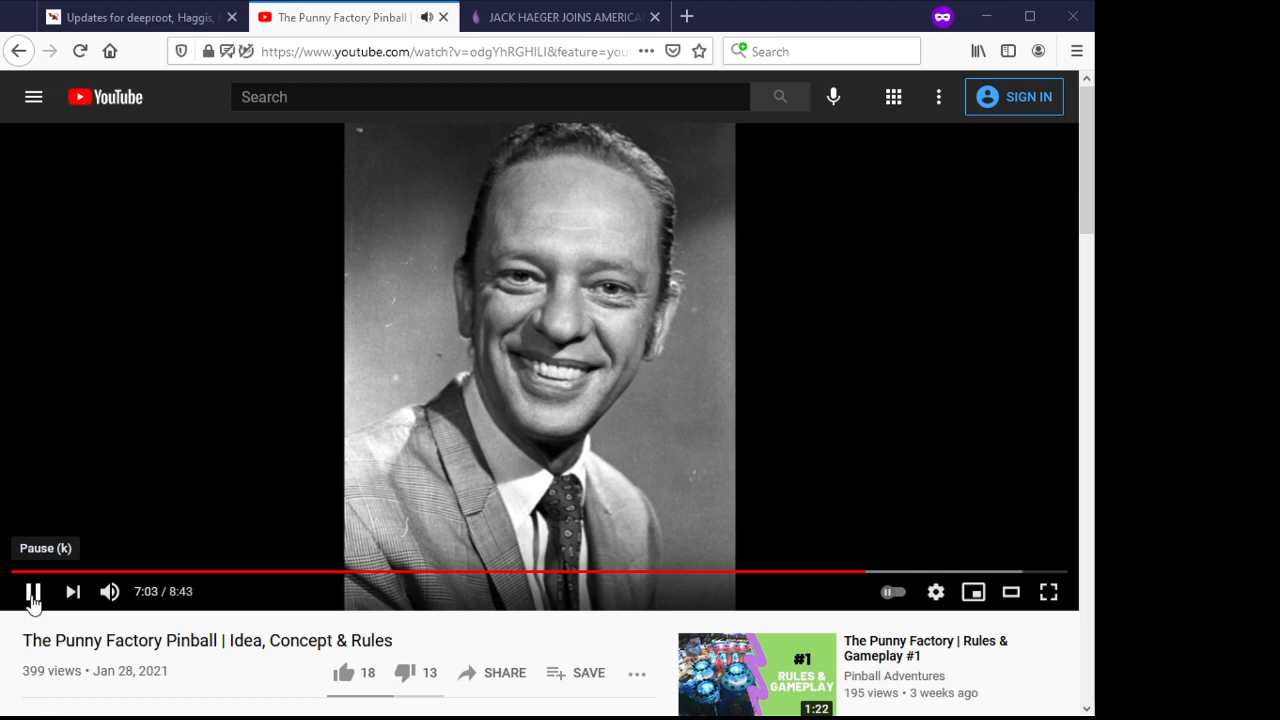 Updates for deeproot, Haggis,
The Punny Factory Pinball |
JACK HAEGER JOINS AMERICA
https://www.youtube.com/watch?v=odgYhRGHILI&feature=you
Search
YouTube
Search
SIGN IN
Pause (k)
7:03 / 8:43
The Punny Factory Pinball | Idea, Concept & Rules
399 views • Jan 28, 2021
18
13
SHARE
SAVE
#1
RULES &
GAMEPLAY
1:22
The Punny Factory | Rules &
Gameplay #1
Pinball Adventures
195 views • 3 weeks ago